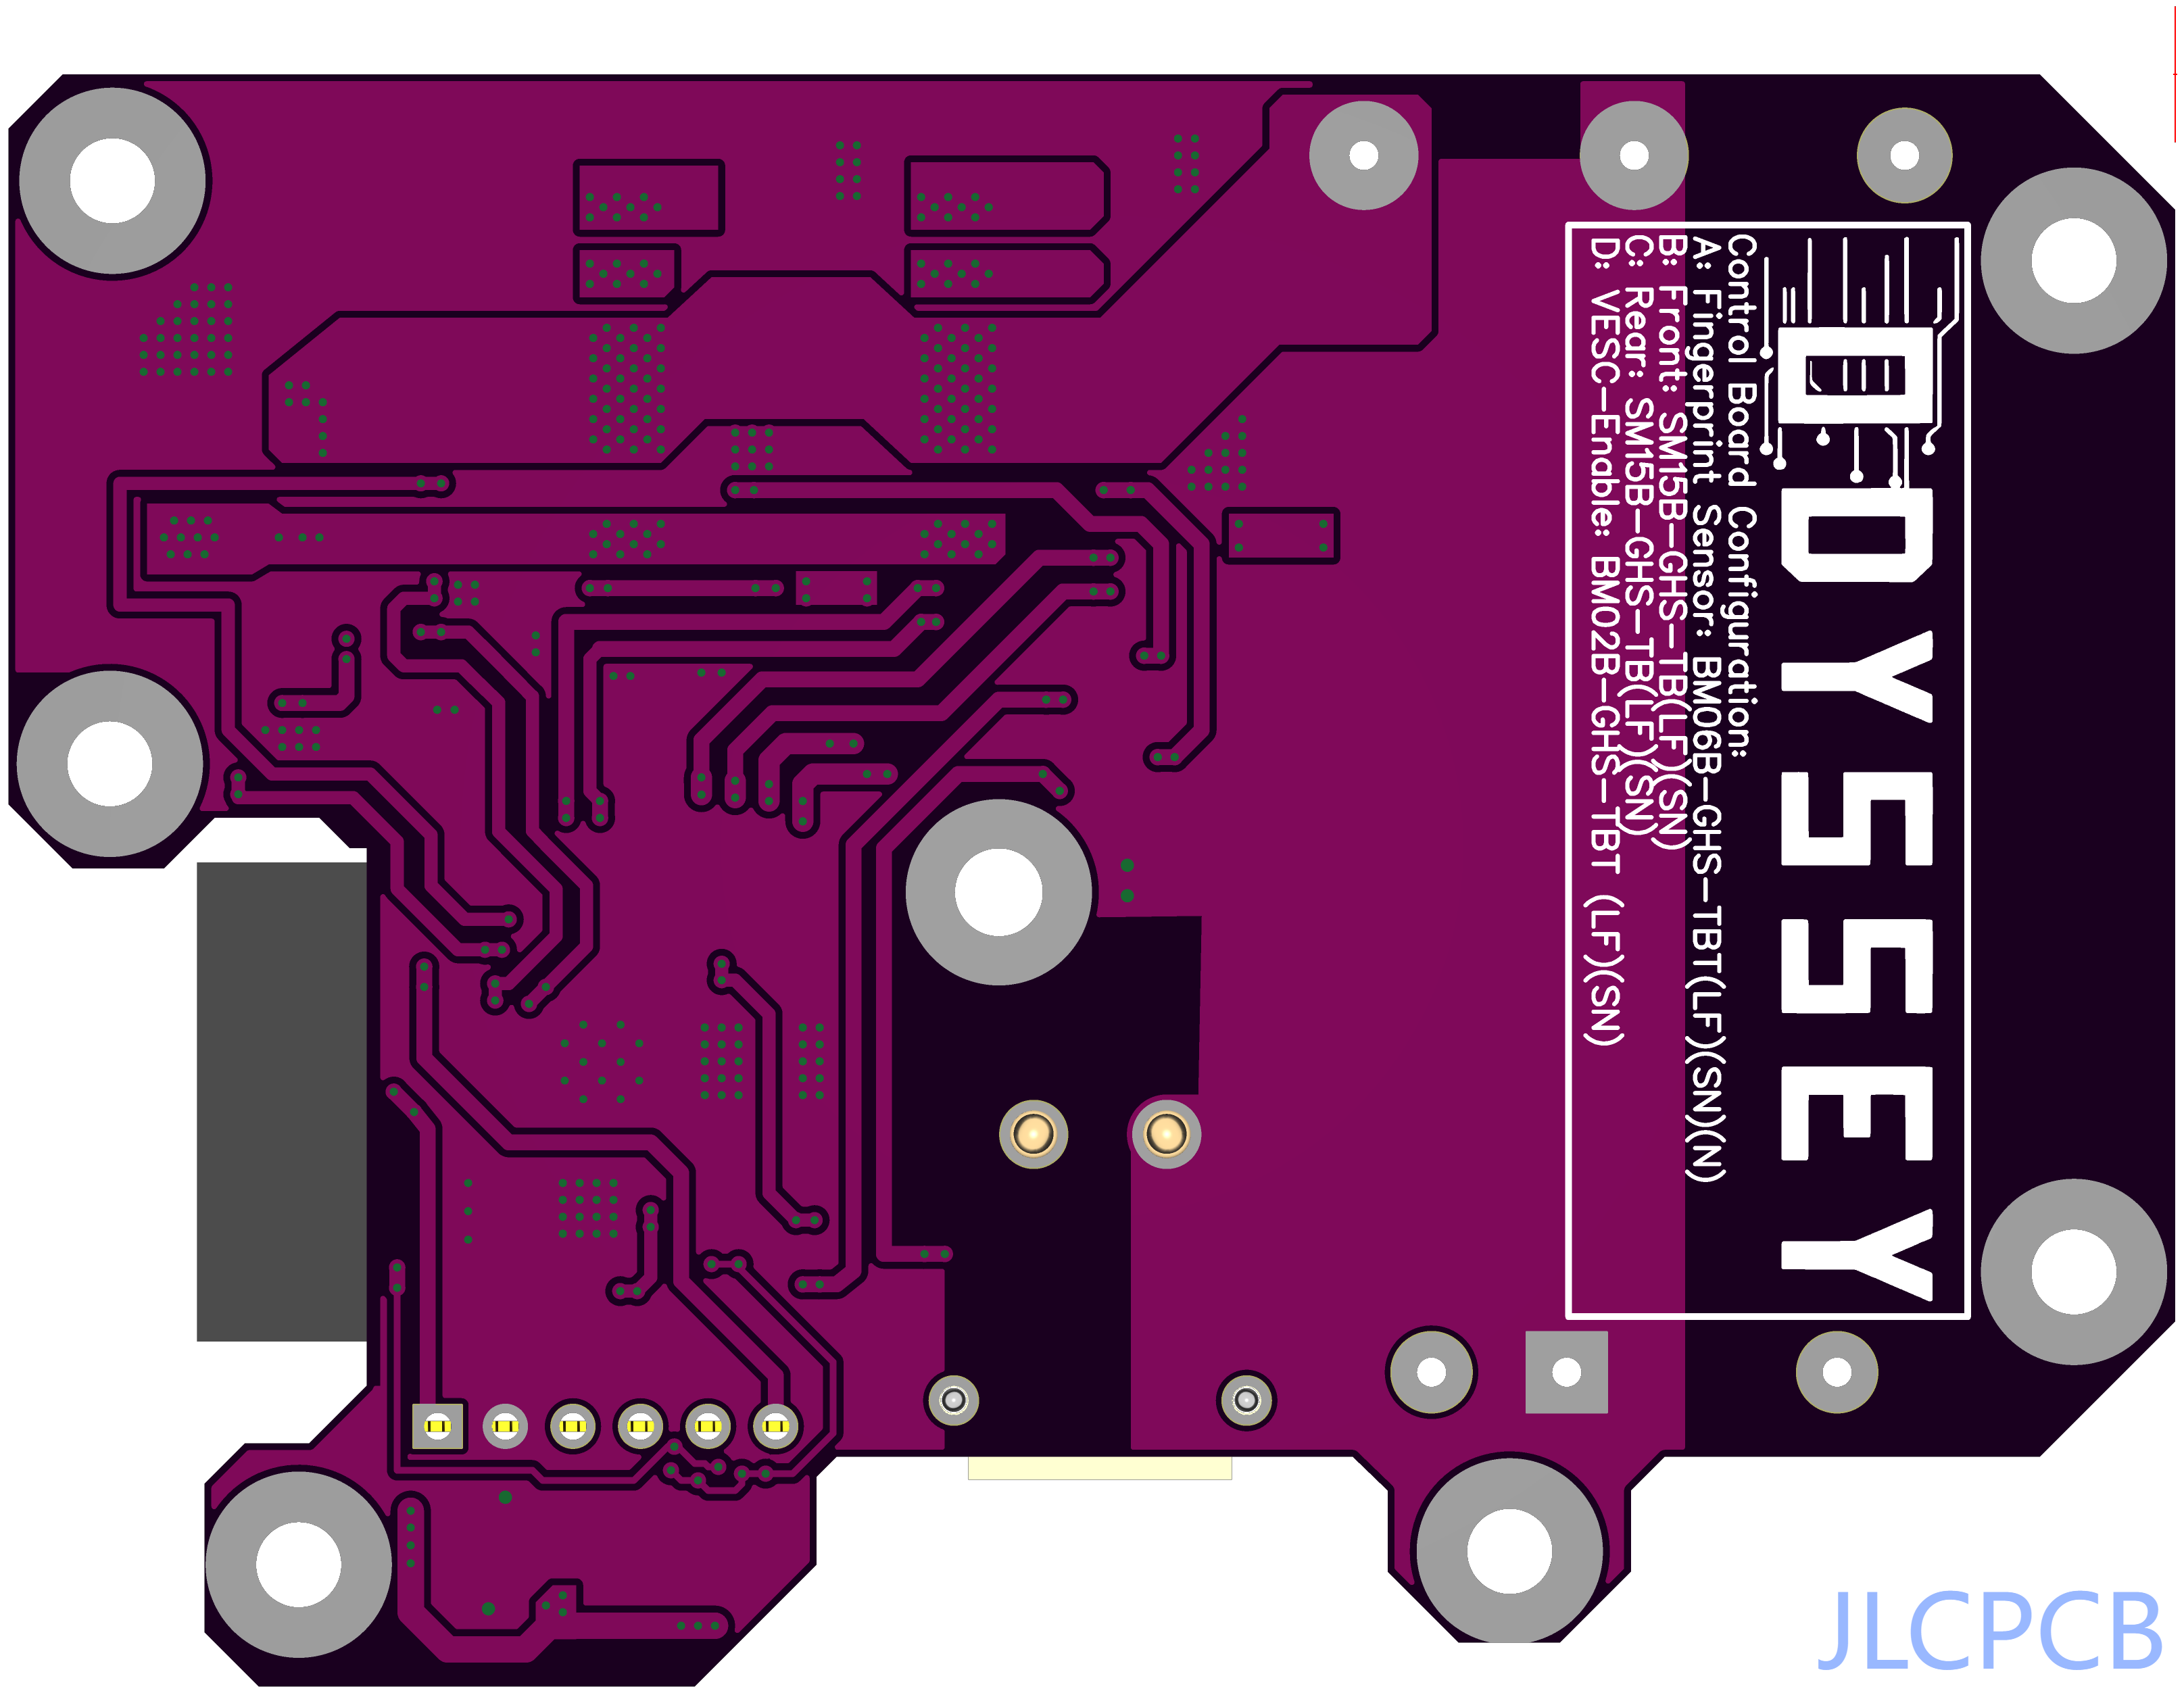 ODYSSEY
Control Board Configuration:
A: Fingerprint Sensor: BM06B-GHS-TBT(LF)(SN)(N)
B: Front: SM15B-GHS-TB(LF)(SN)
C: Rear: SM15B-GHS-TB(LF)(SN)
D: VESC-Enable: BM02B-GHS-TBT (LF)(SN)
JLCPCB